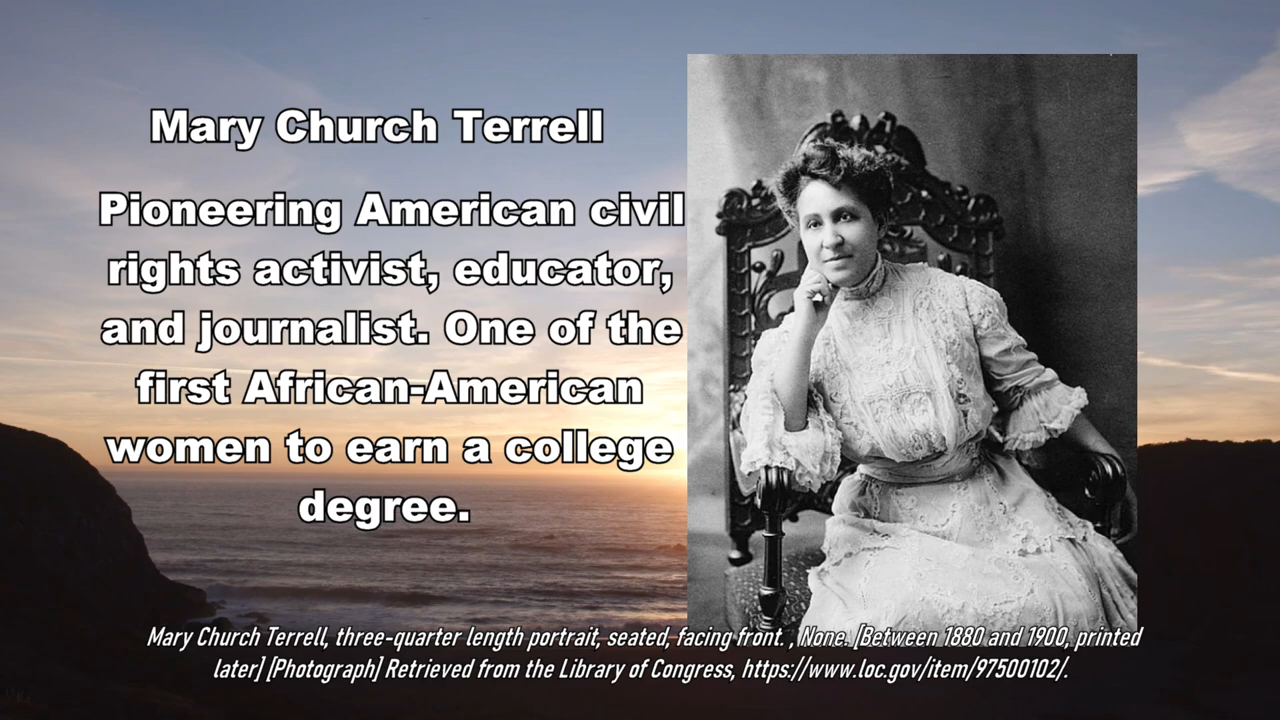 Mary Church Terrell
Pioneering American civil
rights activist, educator,
and journalist. One of the
first African-American
women to earn a college
degree.
Mary Church Terrell, three-quarter length portrait, seated, facing front. , None. [Between 1880 and 1900, printed
later] [Photograph] Retrieved from the Library of Congress, https://www.loc.gov/item/97500102/.